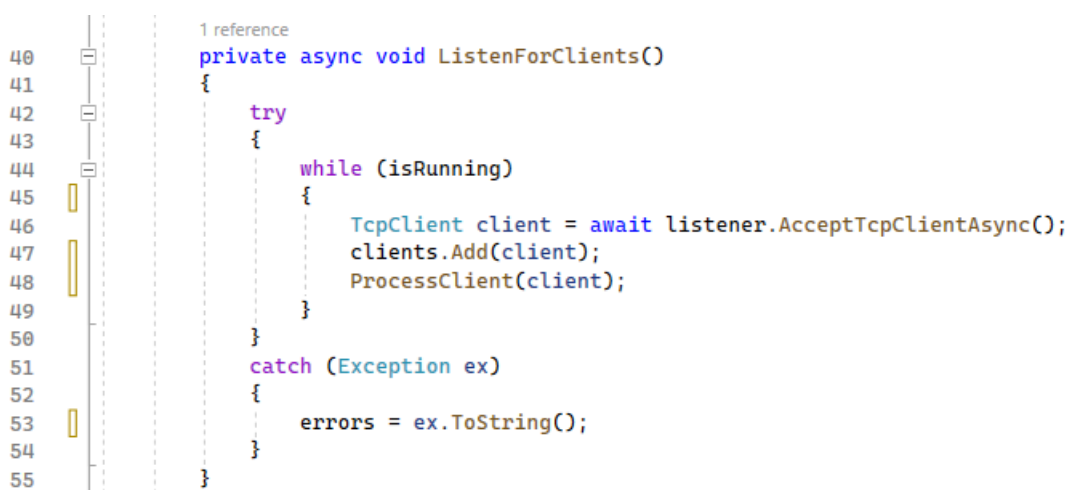 1 reference
40 private async void ListenForClients()
41 {
42 try
43 {
44 while (isRunning)
45 {
46 TcpClient client = await listener.AcceptTcpClientAsync();
47 clients.Add(client);
48 ProcessClient(client);
49 }
50 }
51 catch (Exception ex)
52 {
53 errors = ex.ToString();
54 }
55 }